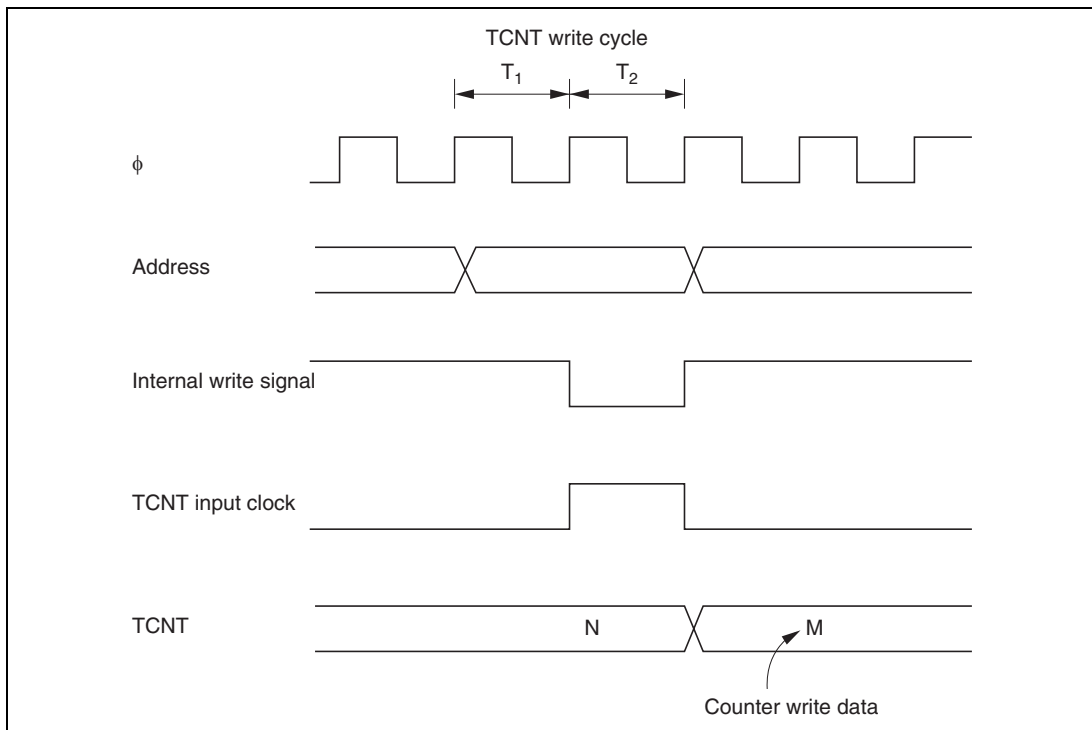 TCNT write cycle
T1 T2
ϕ
Address
Internal write signal
TCNT input clock
TCNT N M
Counter write data